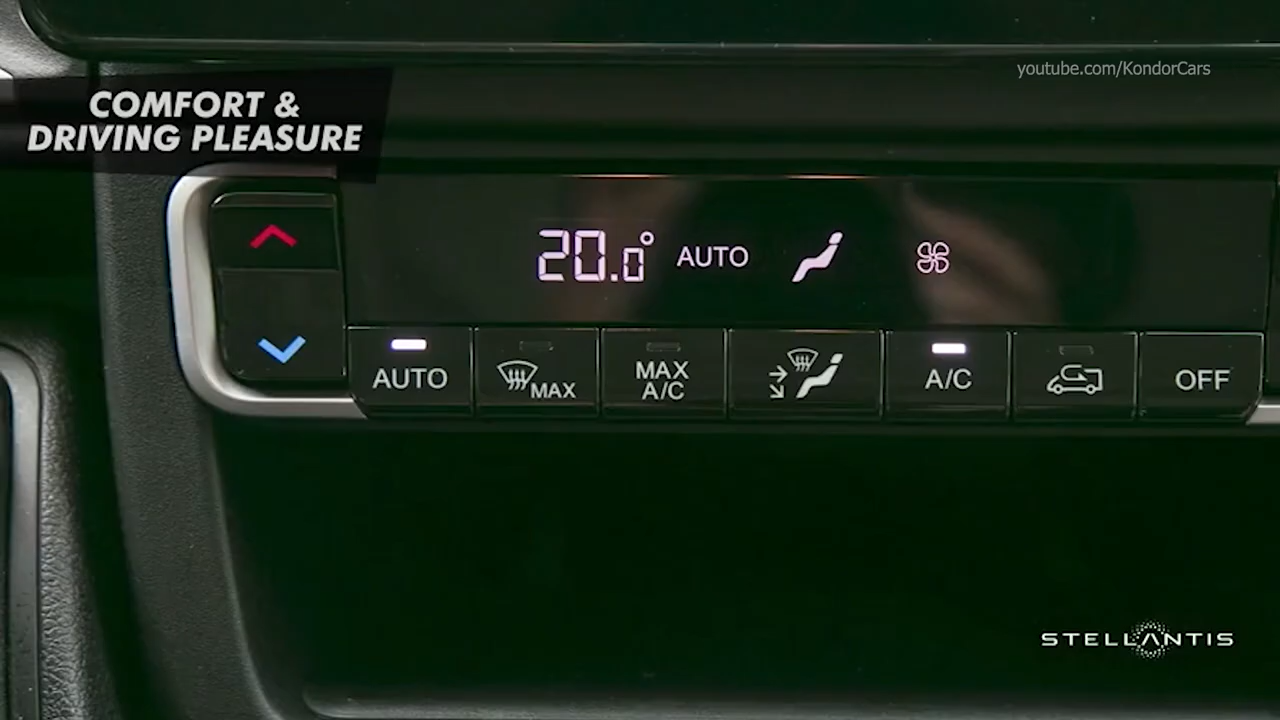 youtube.com/KondorCars
COMFORT &
DRIVING PLEASURE
20.0° AUTO
AUTO
MAX
MAX
A/C
A/C
OFF
STELLANTIS